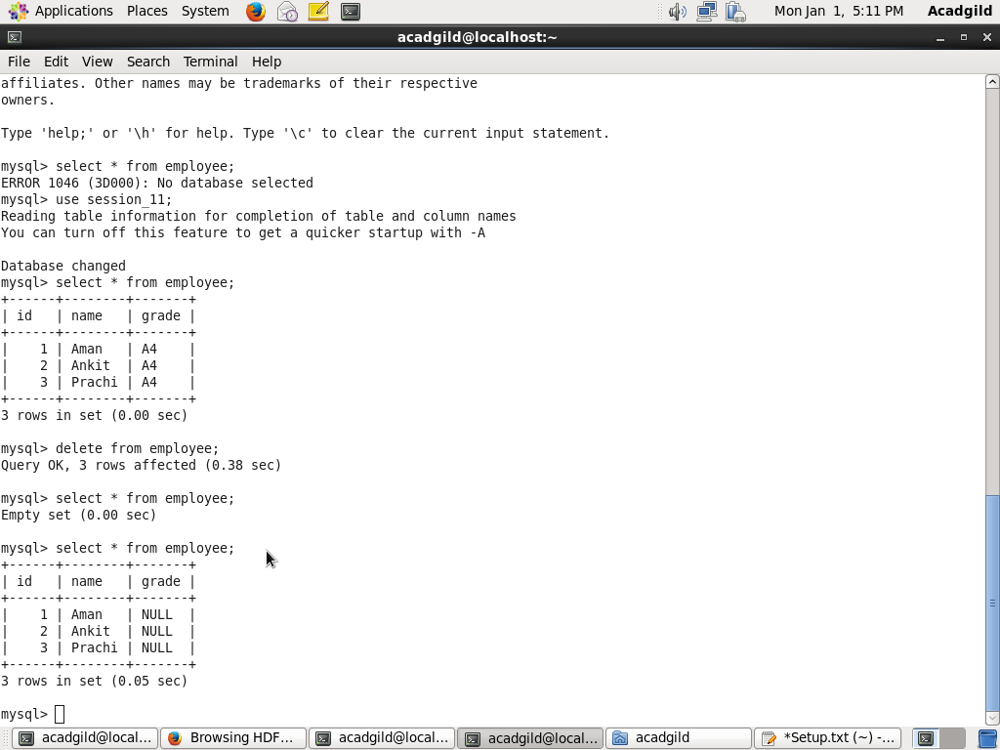 Applications Places System Mon Jan 1, 5:11 PM Acadgild
acadgild@localhost:~
File Edit View Search Terminal Help
affiliates. Other names may be trademarks of their respective
owners.
Type 'help;' or '\h' for help. Type '\c' to clear the current input statement.
mysql> select * from employee;
ERROR 1046 (3D000): No database selected
mysql> use session_11;
Reading table information for completion of table and column names
You can turn off this feature to get a quicker startup with -A
Database changed
mysql> select * from employee;
+------+--------+-------+
| id   | name   | grade |
+------+--------+-------+
|    1 | Aman   | A4    |
|    2 | Ankit  | A4    |
|    3 | Prachi | A4    |
+------+--------+-------+
3 rows in set (0.00 sec)
mysql> delete from employee;
Query OK, 3 rows affected (0.38 sec)
mysql> select * from employee;
Empty set (0.00 sec)
mysql> select * from employee;
+------+--------+-------+
| id   | name   | grade |
+------+--------+-------+
|    1 | Aman   | NULL  |
|    2 | Ankit  | NULL  |
|    3 | Prachi | NULL  |
+------+--------+-------+
3 rows in set (0.05 sec)
mysql>
acadgild@local... Browsing HDF... acadgild@local... acadgild@local... acadgild *Setup.txt (~) -...